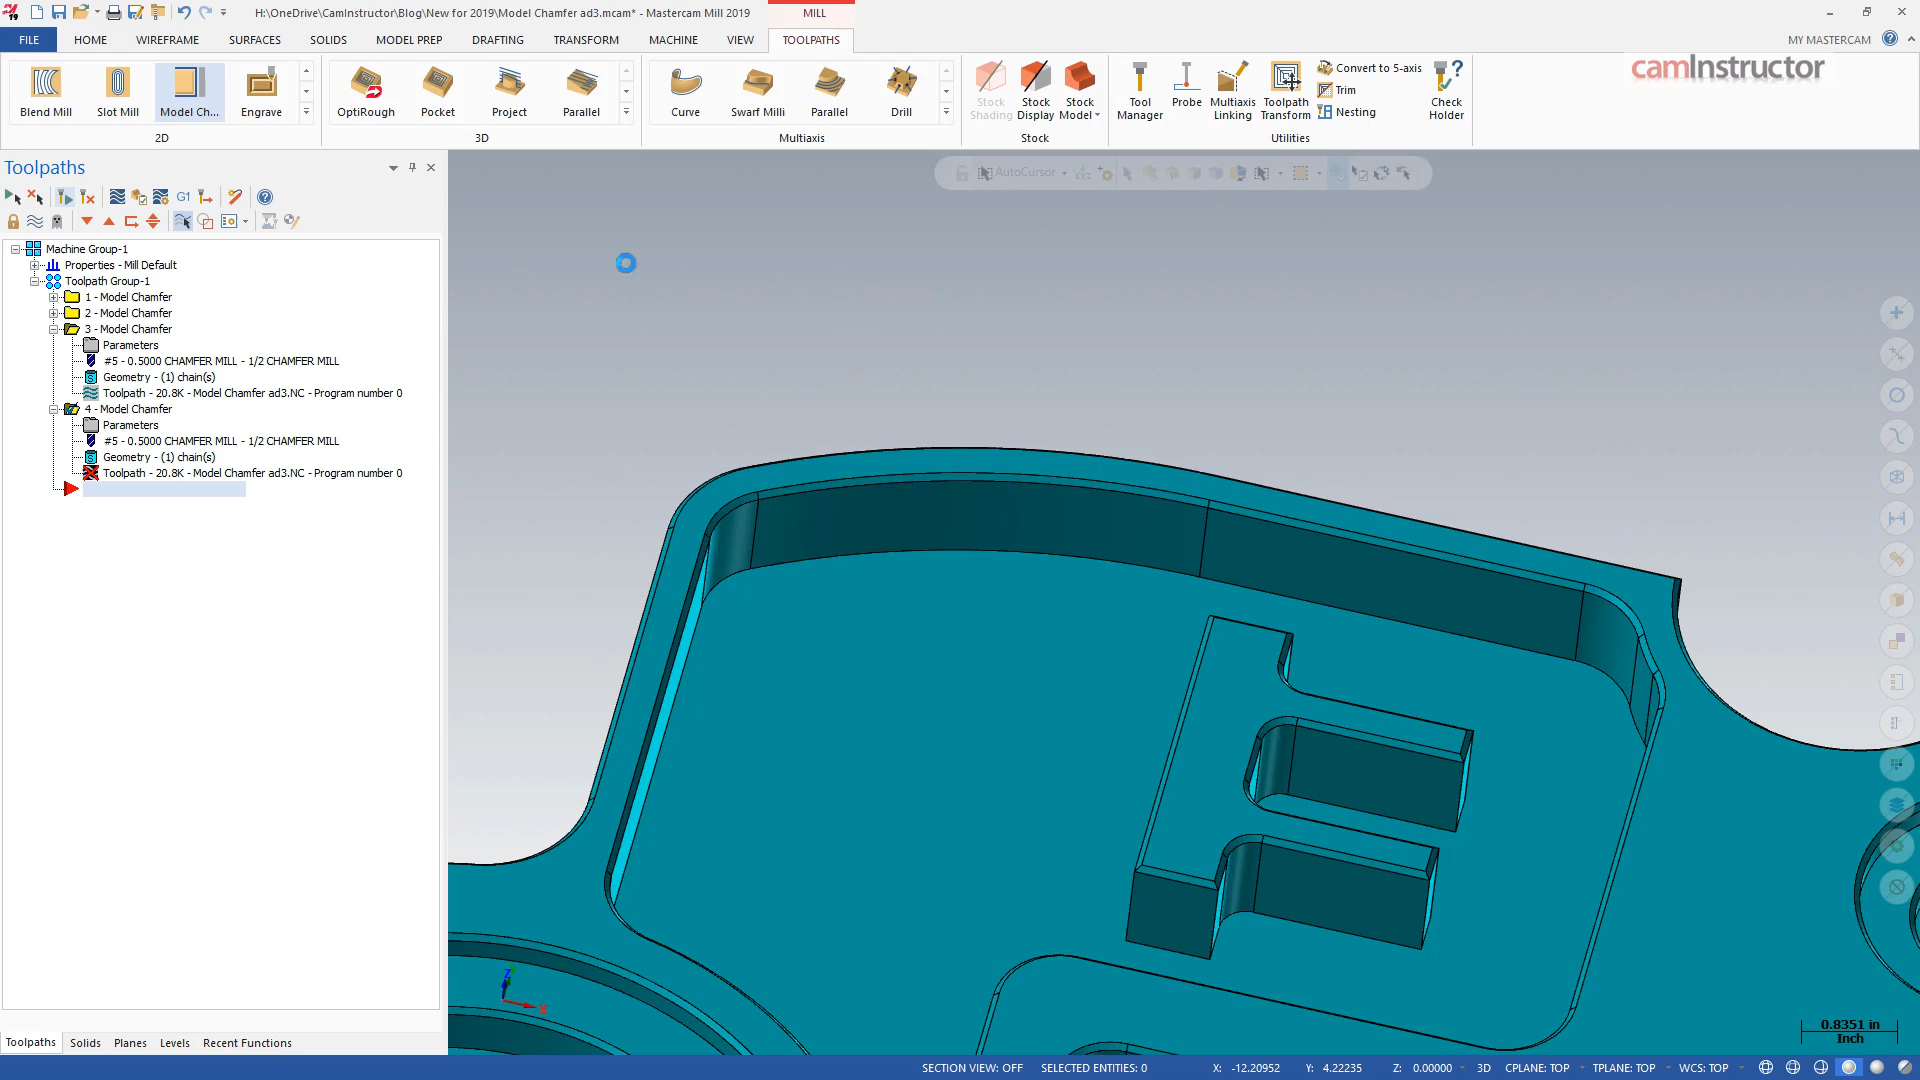 H:\OneDrive\CamInstructor\Blog\New for 2019\Model Chamfer ad3.mcam* - Mastercam Mill 2019
MILL
FILE HOME WIREFRAME SURFACES SOLIDS MODEL PREP DRAFTING TRANSFORM MACHINE VIEW TOOLPATHS MY MASTERCAM
Blend Mill Slot Mill Model Ch... Engrave
2D
OptiRough Pocket Project Parallel
3D
Curve Swarf Milli Parallel Drill
Multiaxis
Stock Shading Stock Display Stock Model
Stock
Tool Manager Probe Multiaxis Linking Toolpath Transform
Convert to 5-axis
Trim
Nesting
Check Holder
Utilities
camInstructor
Toolpaths
AutoCursor
G1
Machine Group-1
Properties - Mill Default
Toolpath Group-1
1 - Model Chamfer
2 - Model Chamfer
3 - Model Chamfer
Parameters
#5 - 0.5000 CHAMFER MILL - 1/2 CHAMFER MILL
Geometry - (1) chain(s)
Toolpath - 20.8K - Model Chamfer ad3.NC - Program number 0
4 - Model Chamfer
Parameters
#5 - 0.5000 CHAMFER MILL - 1/2 CHAMFER MILL
Geometry - (1) chain(s)
Toolpath - 20.8K - Model Chamfer ad3.NC - Program number 0
Z
X
0.8351 in
Inch
Toolpaths Solids Planes Levels Recent Functions
SECTION VIEW: OFF SELECTED ENTITIES: 0 X: -12.20952 Y: 4.22235 Z: 0.00000 3D CPLANE: TOP TPLANE: TOP WCS: TOP